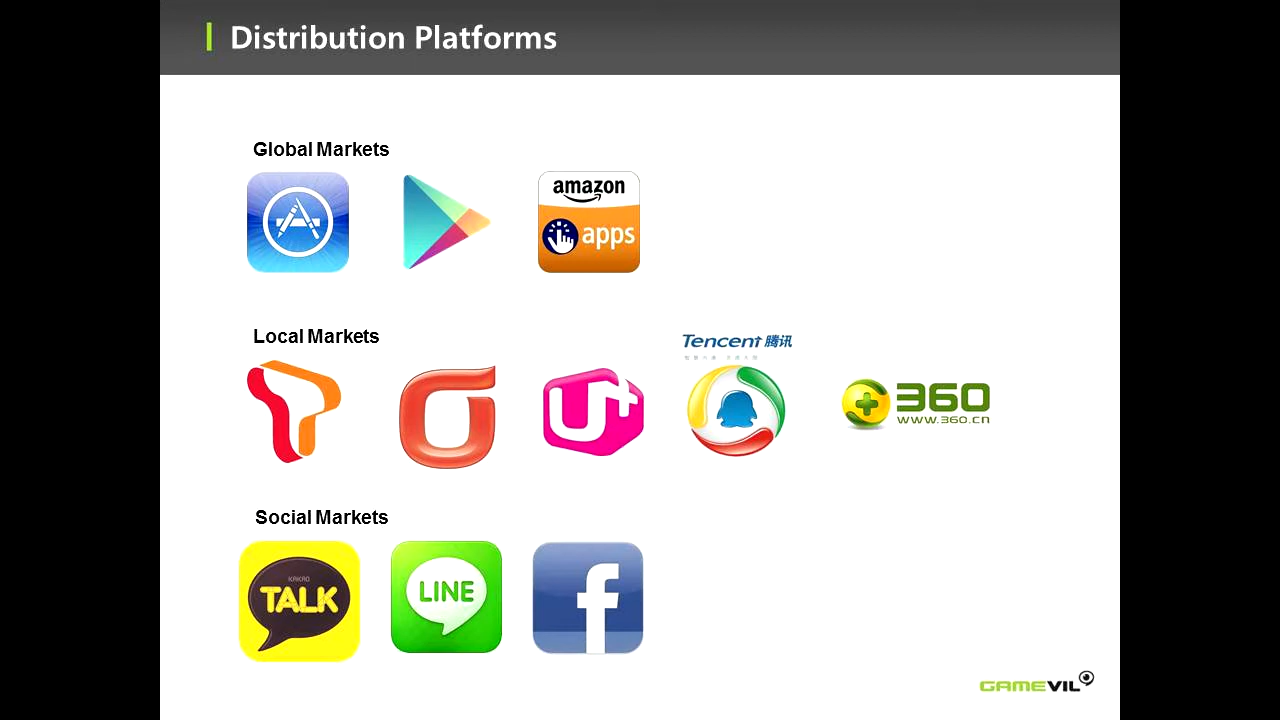 Distribution Platforms
Global Markets
amazon
apps
Local Markets
Tencent 腾讯
U+
360
www.360.cn
Social Markets
KAKAO
TALK
LINE
f
GAMEVIL